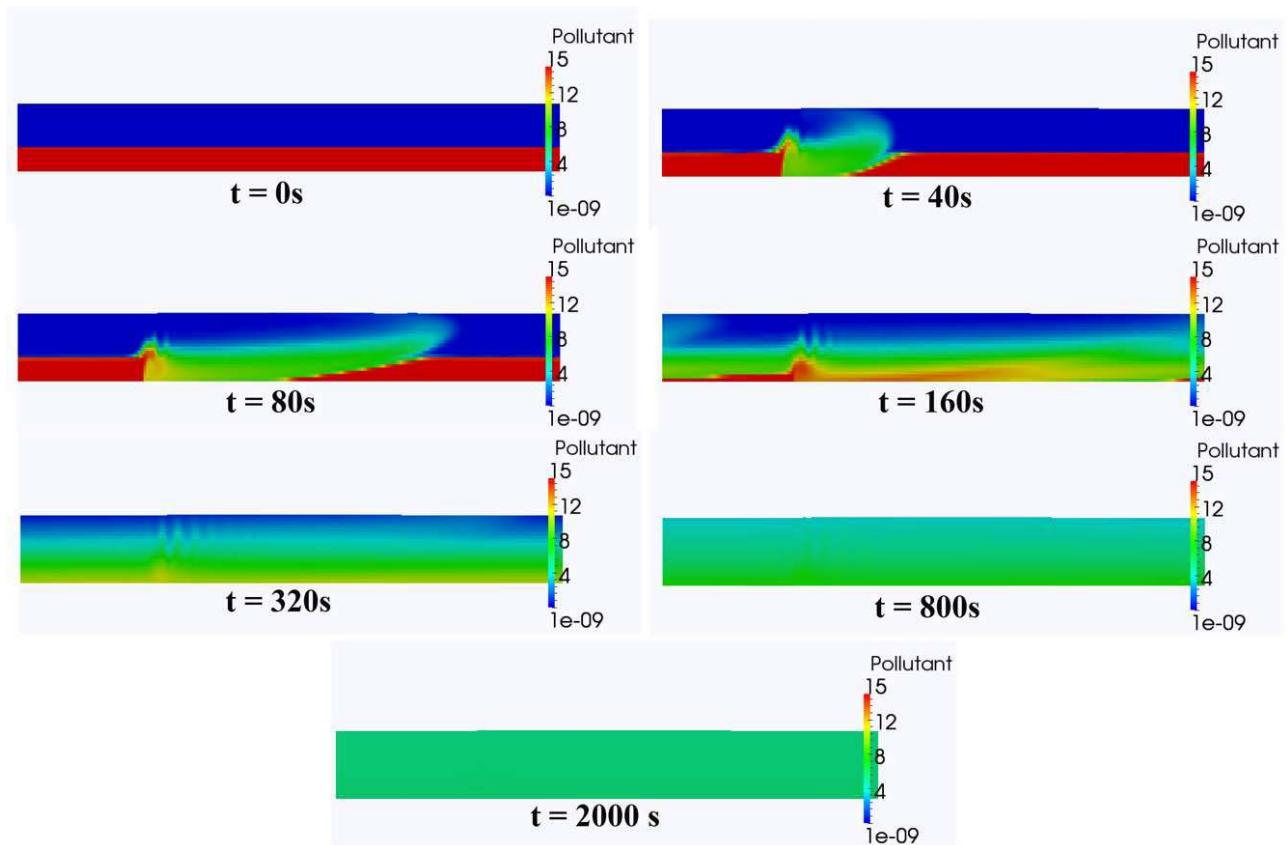 Pollutant
15
12
8
4
1e-09
t = 0s
Pollutant
15
12
8
4
1e-09
t = 40s
Pollutant
15
12
8
4
1e-09
t = 80s
Pollutant
15
12
8
4
1e-09
t = 160s
Pollutant
15
12
8
4
1e-09
t = 320s
Pollutant
15
12
8
4
1e-09
t = 800s
Pollutant
15
12
8
4
1e-09
t = 2000 s